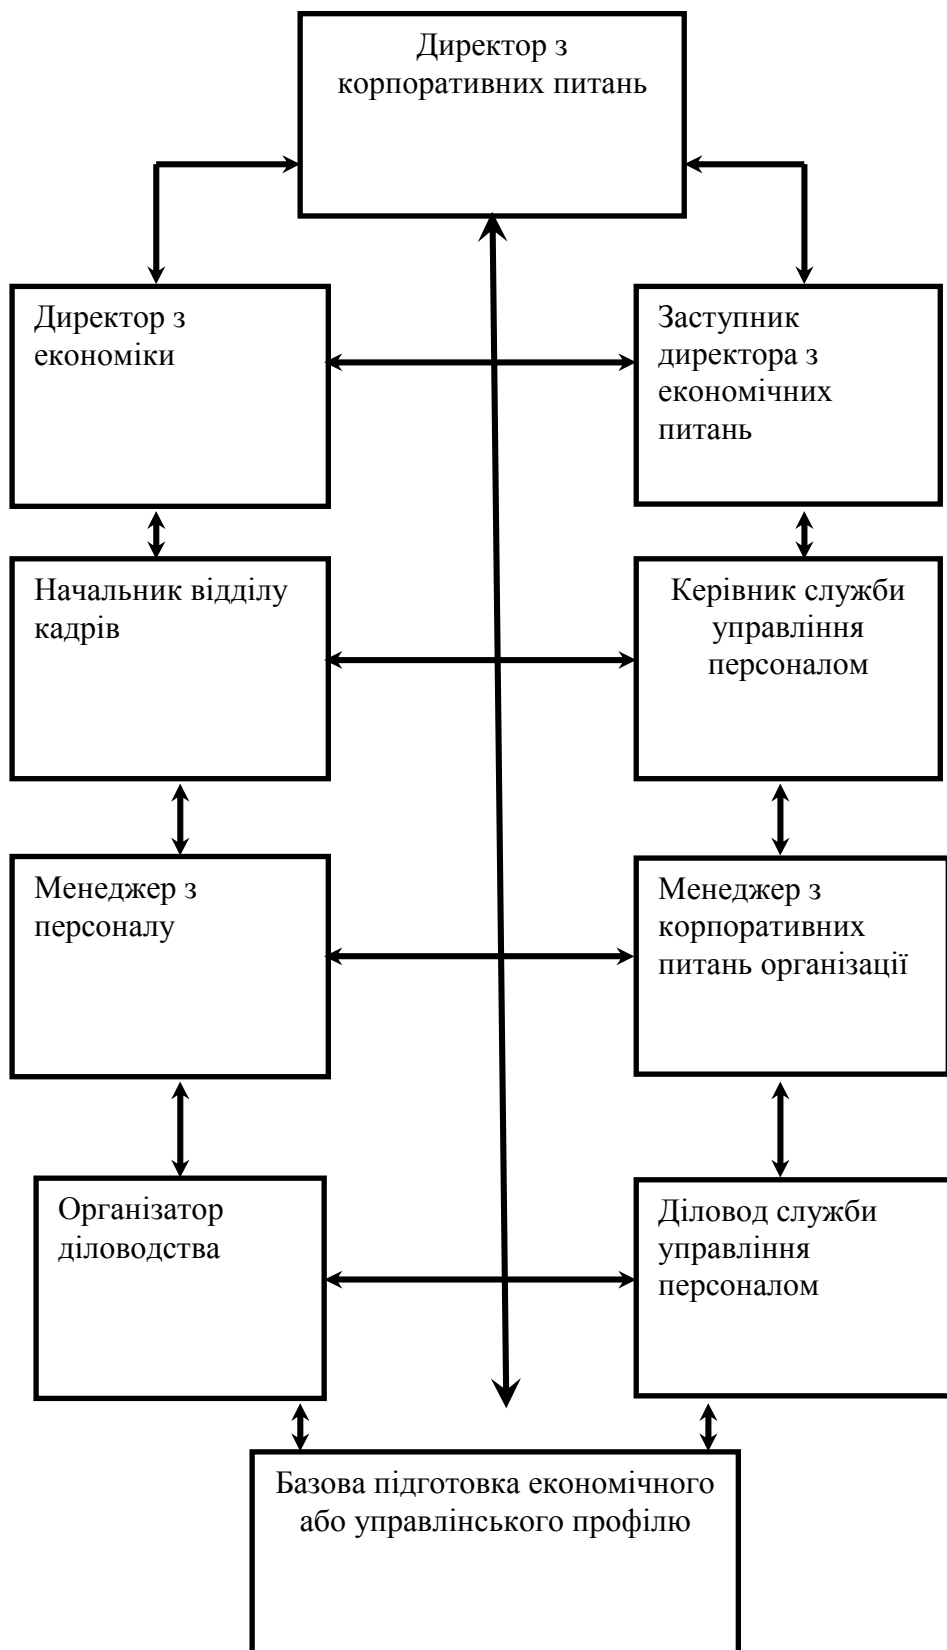 Директор з
корпоративних питань
Директор з
економіки
Заступник
директора з
економічних
питань
Начальник відділу
кадрів
Керівник служби
управління
персоналом
Менеджер з
персоналу
Менеджер з
корпоративних
питань організації
Організатор
діловодства
Діловод служби
управління
персоналом
Базова підготовка економічного
або управлінського профілю